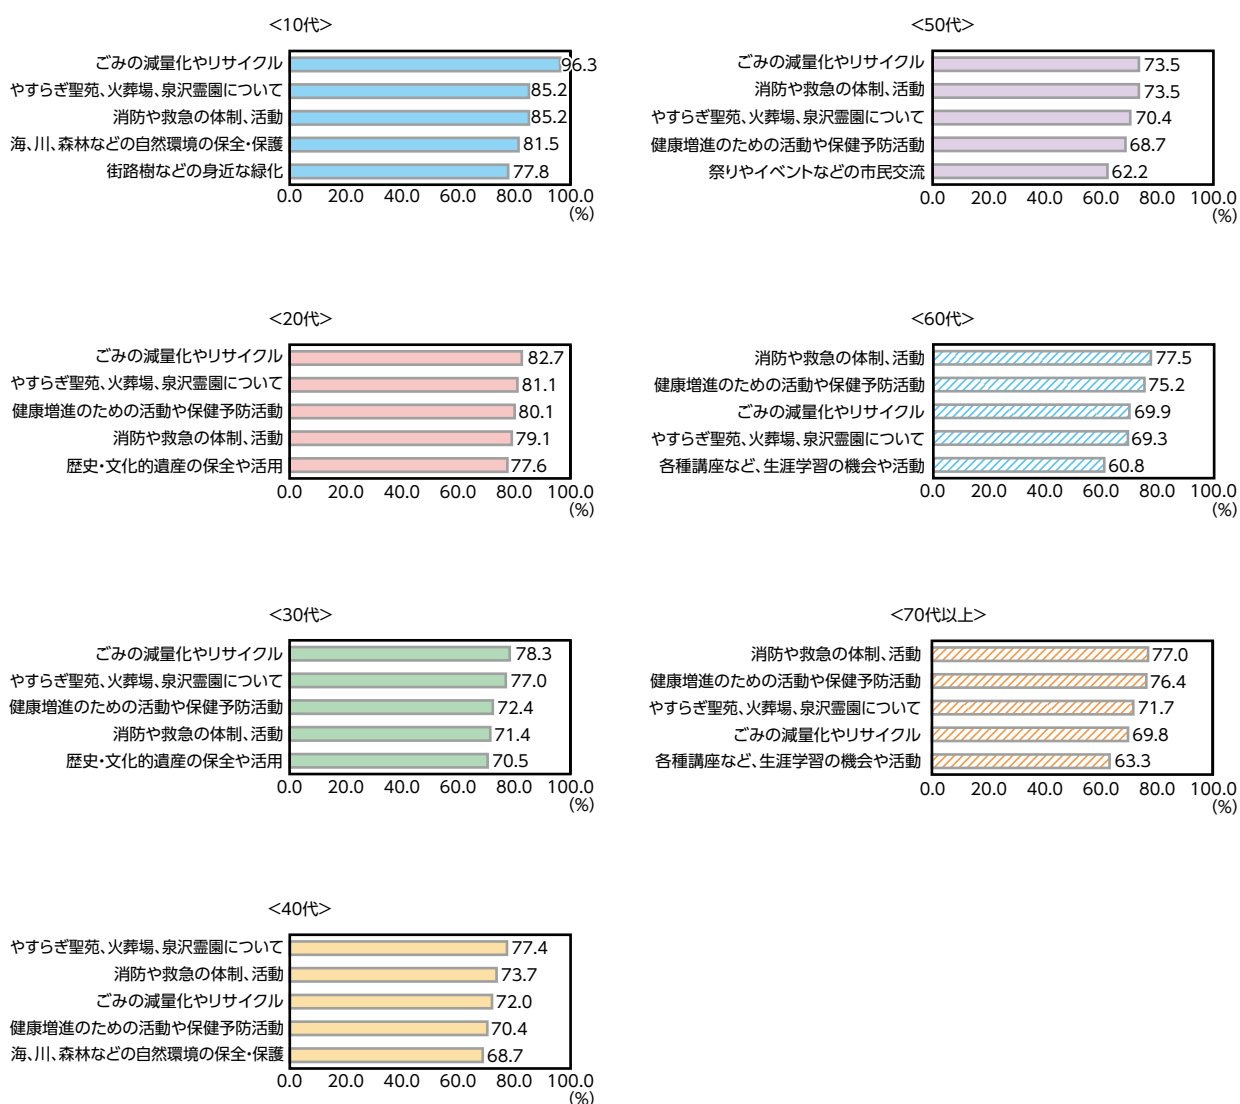 <10代>
ごみの減量化やリサイクル 96.3
やすらぎ聖苑、火葬場、泉沢霊園について 85.2
消防や救急の体制、活動 85.2
海、川、森林などの自然環境の保全・保護 81.5
街路樹などの身近な緑化 77.8
0.0 20.0 40.0 60.0 80.0 100.0
(%)
<20代>
ごみの減量化やリサイクル 82.7
やすらぎ聖苑、火葬場、泉沢霊園について 81.1
健康増進のための活動や保健予防活動 80.1
消防や救急の体制、活動 79.1
歴史・文化的遺産の保全や活用 77.6
0.0 20.0 40.0 60.0 80.0 100.0
(%)
<30代>
ごみの減量化やリサイクル 78.3
やすらぎ聖苑、火葬場、泉沢霊園について 77.0
健康増進のための活動や保健予防活動 72.4
消防や救急の体制、活動 71.4
歴史・文化的遺産の保全や活用 70.5
0.0 20.0 40.0 60.0 80.0 100.0
(%)
<40代>
やすらぎ聖苑、火葬場、泉沢霊園について 77.4
消防や救急の体制、活動 73.7
ごみの減量化やリサイクル 72.0
健康増進のための活動や保健予防活動 70.4
海、川、森林などの自然環境の保全・保護 68.7
0.0 20.0 40.0 60.0 80.0 100.0
(%)
<50代>
ごみの減量化やリサイクル 73.5
消防や救急の体制、活動 73.5
やすらぎ聖苑、火葬場、泉沢霊園について 70.4
健康増進のための活動や保健予防活動 68.7
祭りやイベントなどの市民交流 62.2
0.0 20.0 40.0 60.0 80.0 100.0
(%)
<60代>
消防や救急の体制、活動 77.5
健康増進のための活動や保健予防活動 75.2
ごみの減量化やリサイクル 69.9
やすらぎ聖苑、火葬場、泉沢霊園について 69.3
各種講座など、生涯学習の機会や活動 60.8
0.0 20.0 40.0 60.0 80.0 100.0
(%)
<70代以上>
消防や救急の体制、活動 77.0
健康増進のための活動や保健予防活動 76.4
やすらぎ聖苑、火葬場、泉沢霊園について 71.7
ごみの減量化やリサイクル 69.8
各種講座など、生涯学習の機会や活動 63.3
0.0 20.0 40.0 60.0 80.0 100.0
(%)